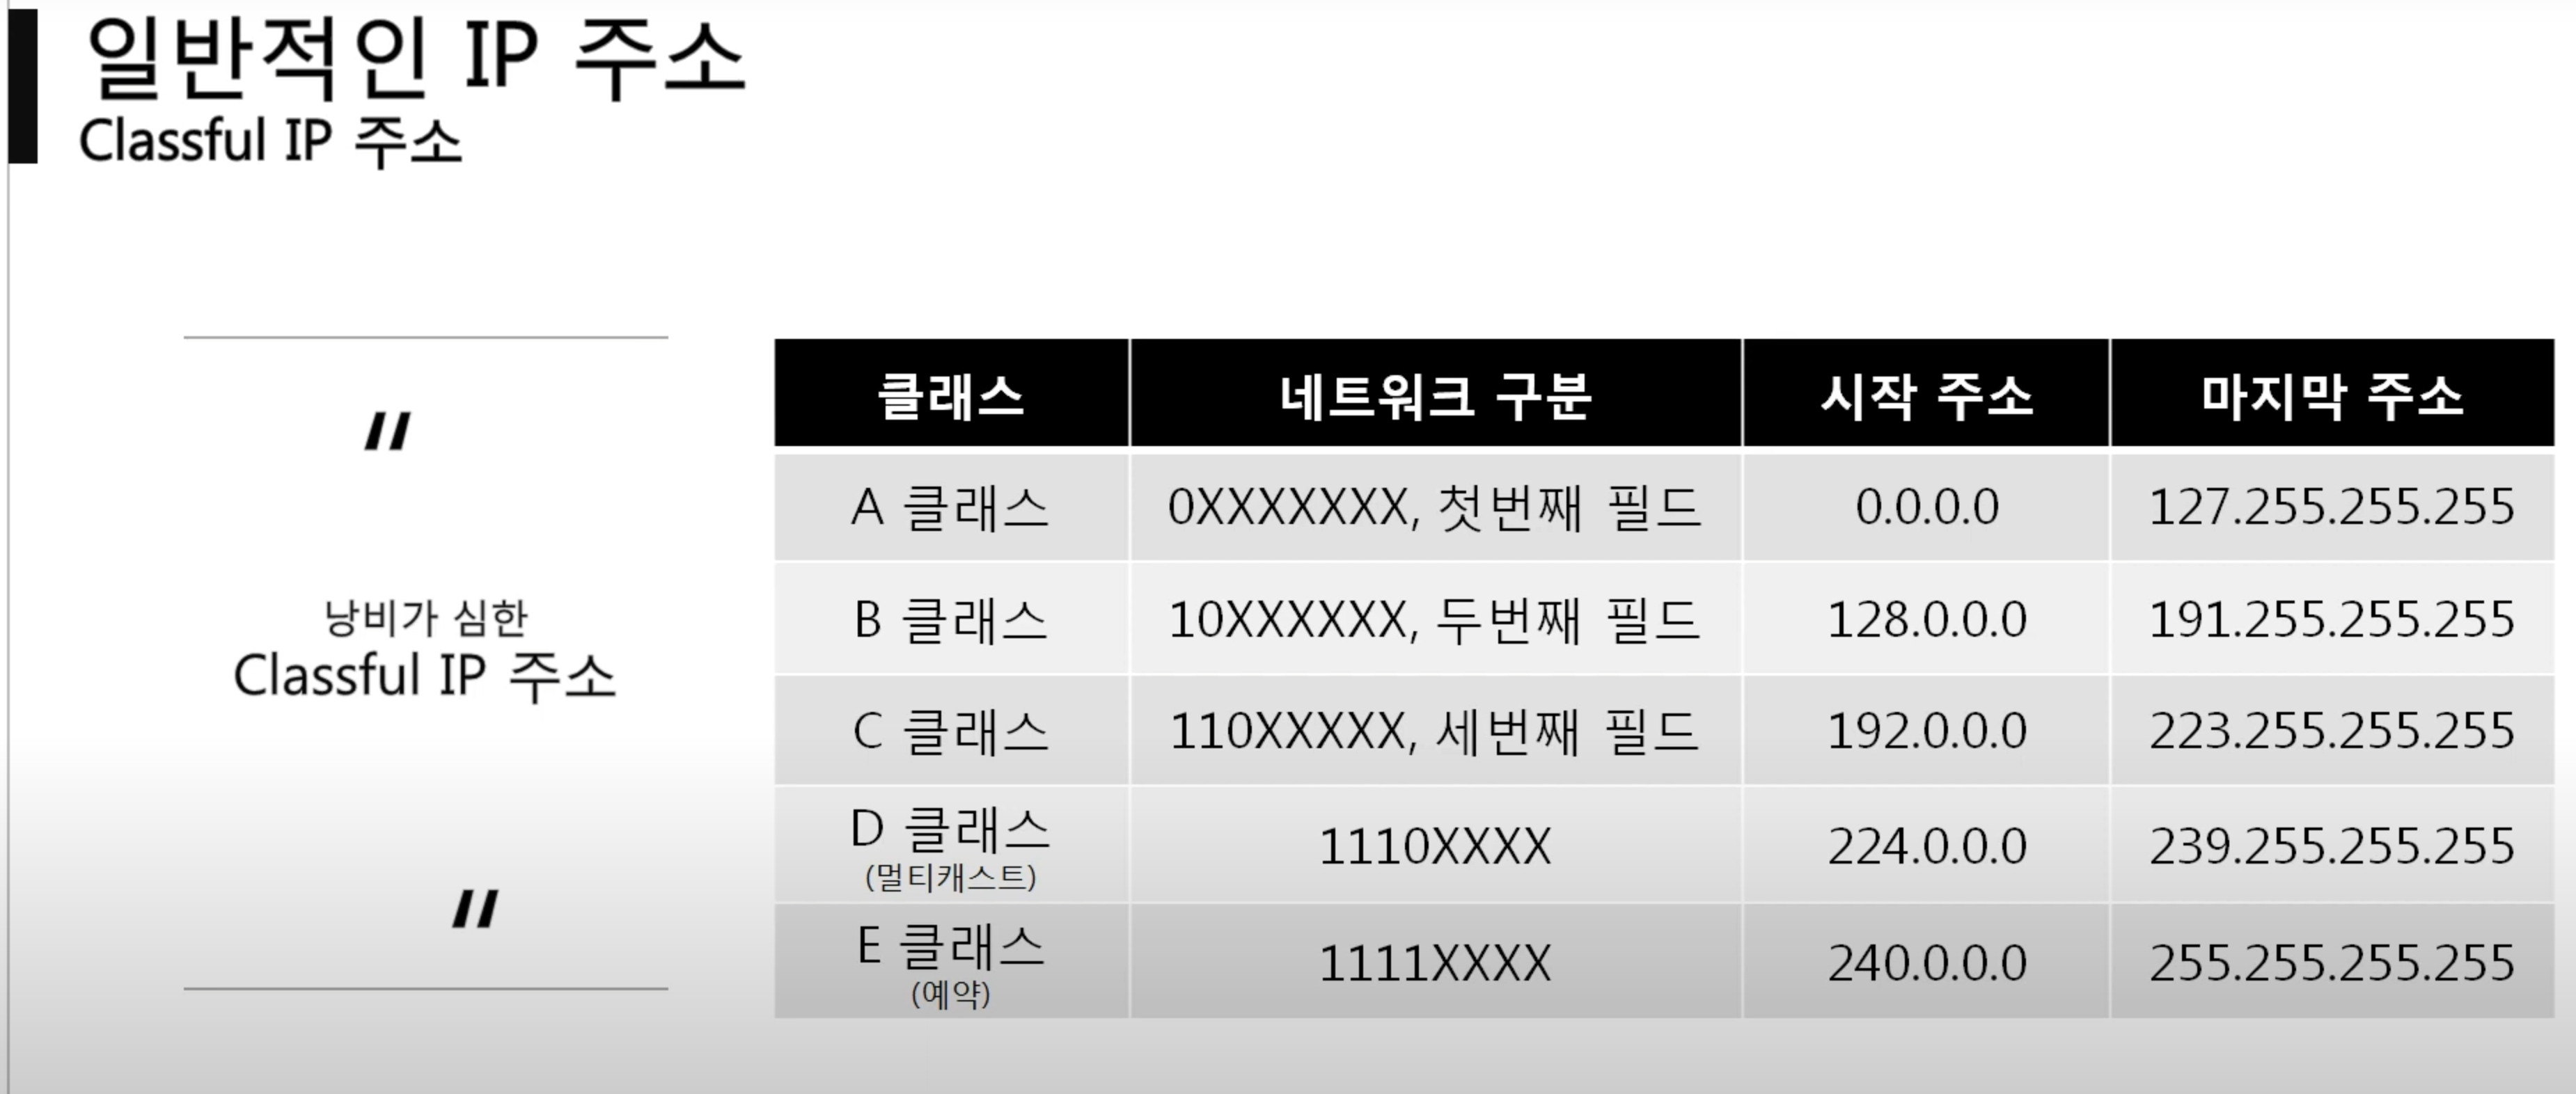 일반적인 IP 주소
Classful IP 주소
"
낭비가 심한
Classful IP 주소
"
클래스 네트워크 구분 시작 주소 마지막 주소
A 클래스 0XXXXXXX, 첫번째 필드 0.0.0.0 127.255.255.255
B 클래스 10XXXXXX, 두번째 필드 128.0.0.0 191.255.255.255
C 클래스 110XXXXX, 세번째 필드 192.0.0.0 223.255.255.255
D 클래스 1110XXXX 224.0.0.0 239.255.255.255
(멀티캐스트)
E 클래스 1111XXXX 240.0.0.0 255.255.255.255
(예약)